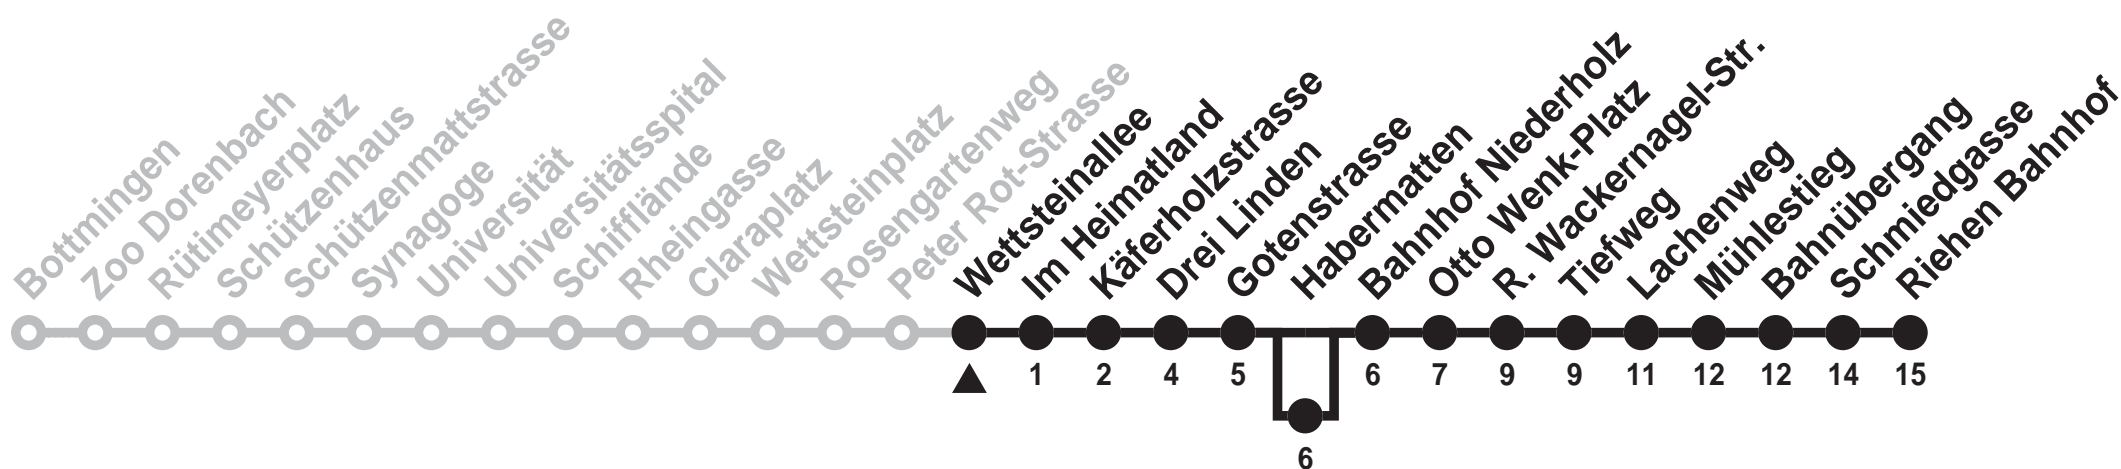 Bottmingen
Zoo Dorenbach
Rütimeyerplatz
Schützenhaus
Schützenmattstrasse
Synagoge
Universität
Universitätsspital
Schifflände
Rheingasse
Claraplatz
Wettsteinplatz
Rosengartenweg
Peter Rot-Strasse
Wettsteinallee
Im Heimatland
Käferholzstrasse
Drei Linden
Gotenstrasse
Habermatten
Bahnhof Niederholz
Otto Wenk-Platz
R. Wackernagel-Str.
Tiefweg
Lachenweg
Mühlestieg
Bahnübergang
Schmiedgasse
Riehen Bahnhof
1 2 4 5 6 7 9 9 11 12 12 14 15
6